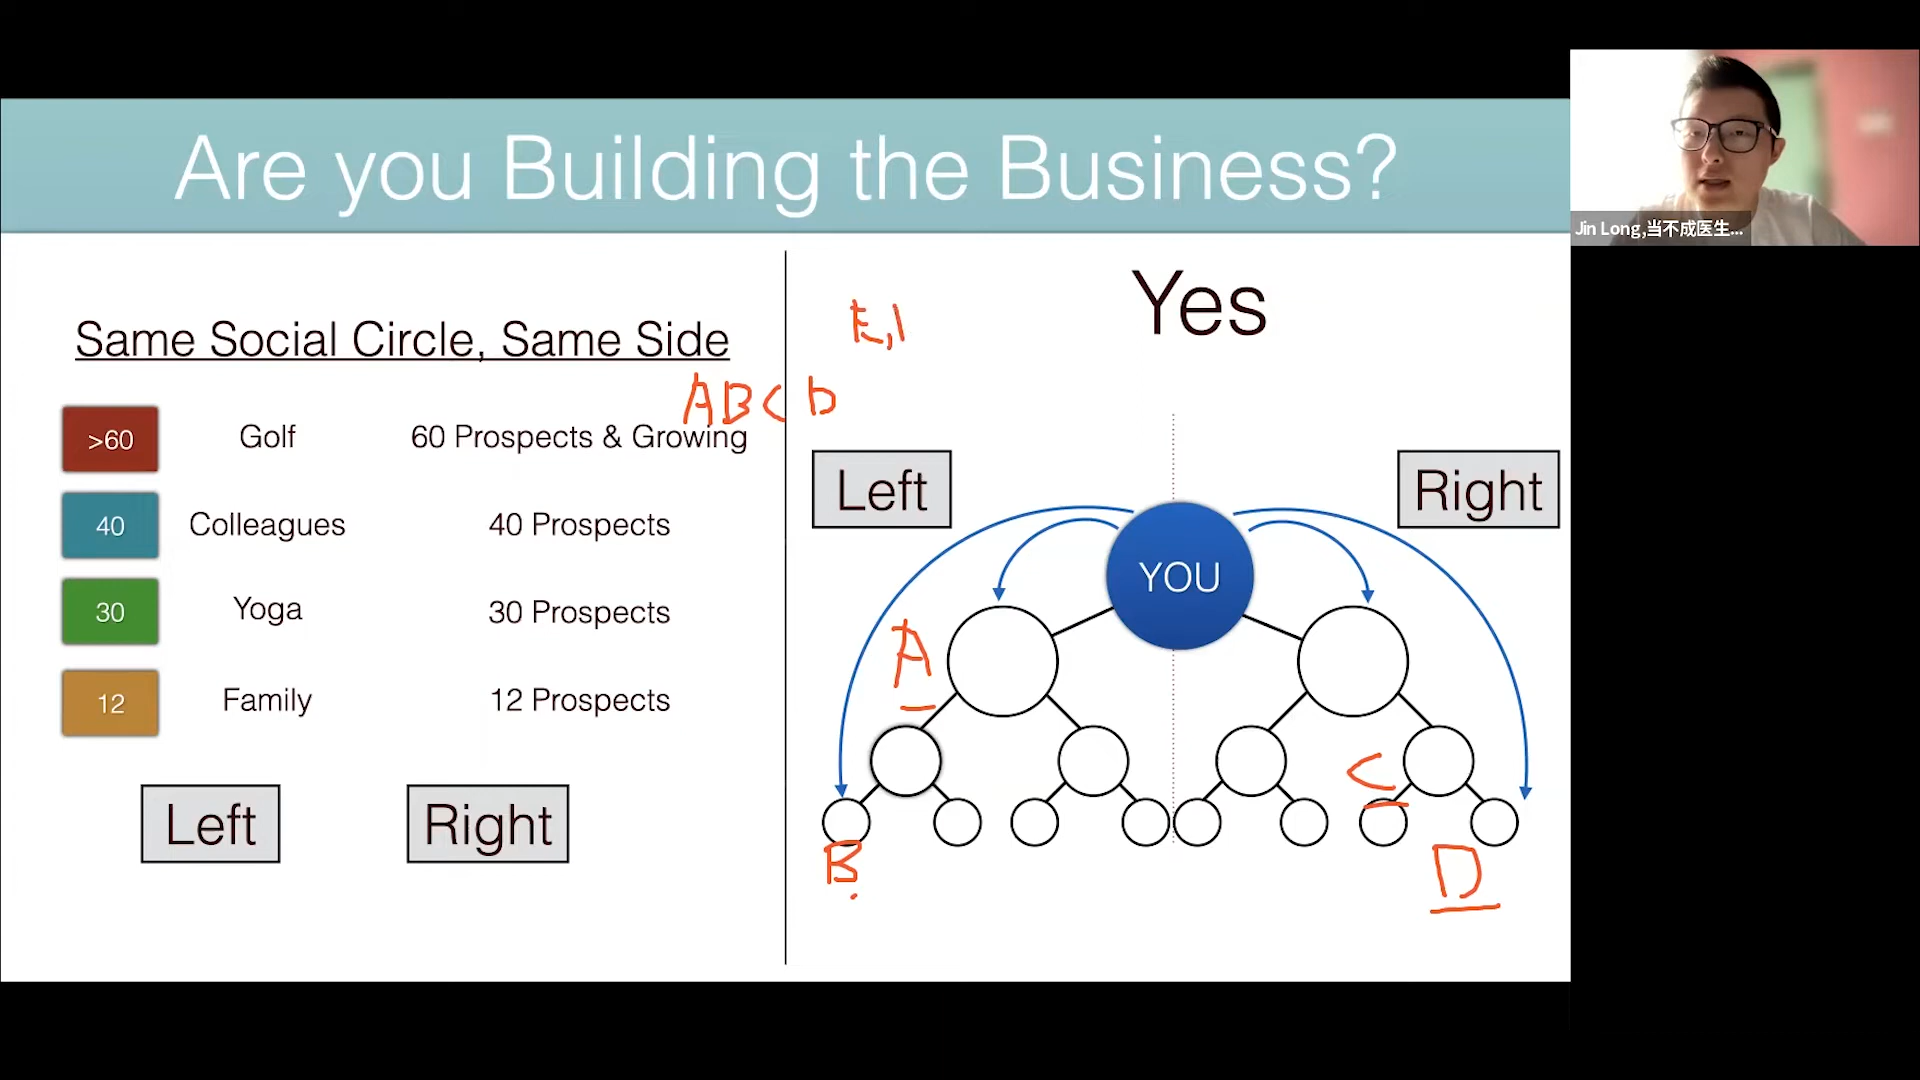 Are you Building the Business?
Jin Long,当不成医生...
Same Social Circle, Same Side
ABCD
>60 Golf 60 Prospects & Growing
40 Colleagues 40 Prospects
30 Yoga 30 Prospects
12 Family 12 Prospects
Left Right
Yes
E,I
Left Right
YOU
A
C
B
D